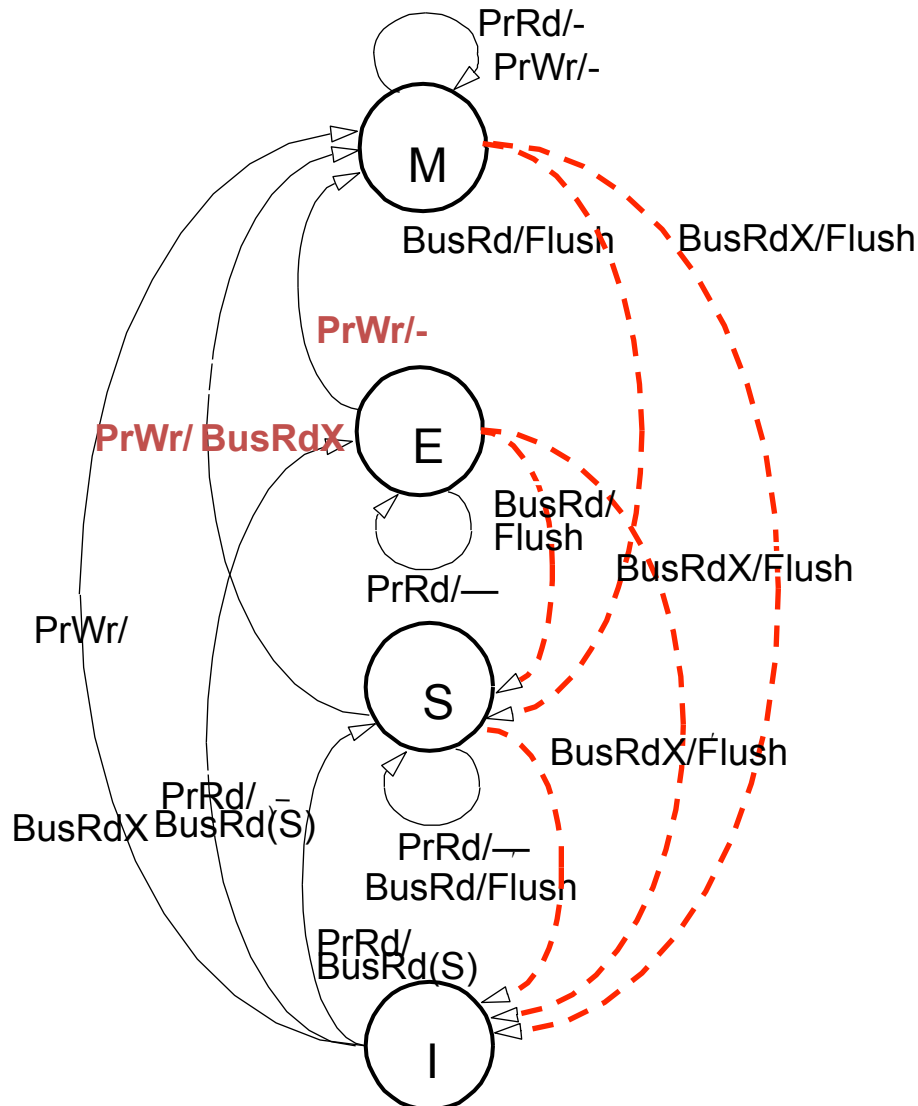 PrRd/-
PrWr/-
M
BusRd/Flush
BusRdX/Flush
PrWr/-
PrWr/ BusRdX
E
BusRd/
Flush
BusRdX/Flush
PrRd/—
PrWr/
S
BusRdX/Flush
PrRd/
BusRd(S̅)
BusRdX
PrRd/—
BusRd/Flush
PrRd/
BusRd(S)
I